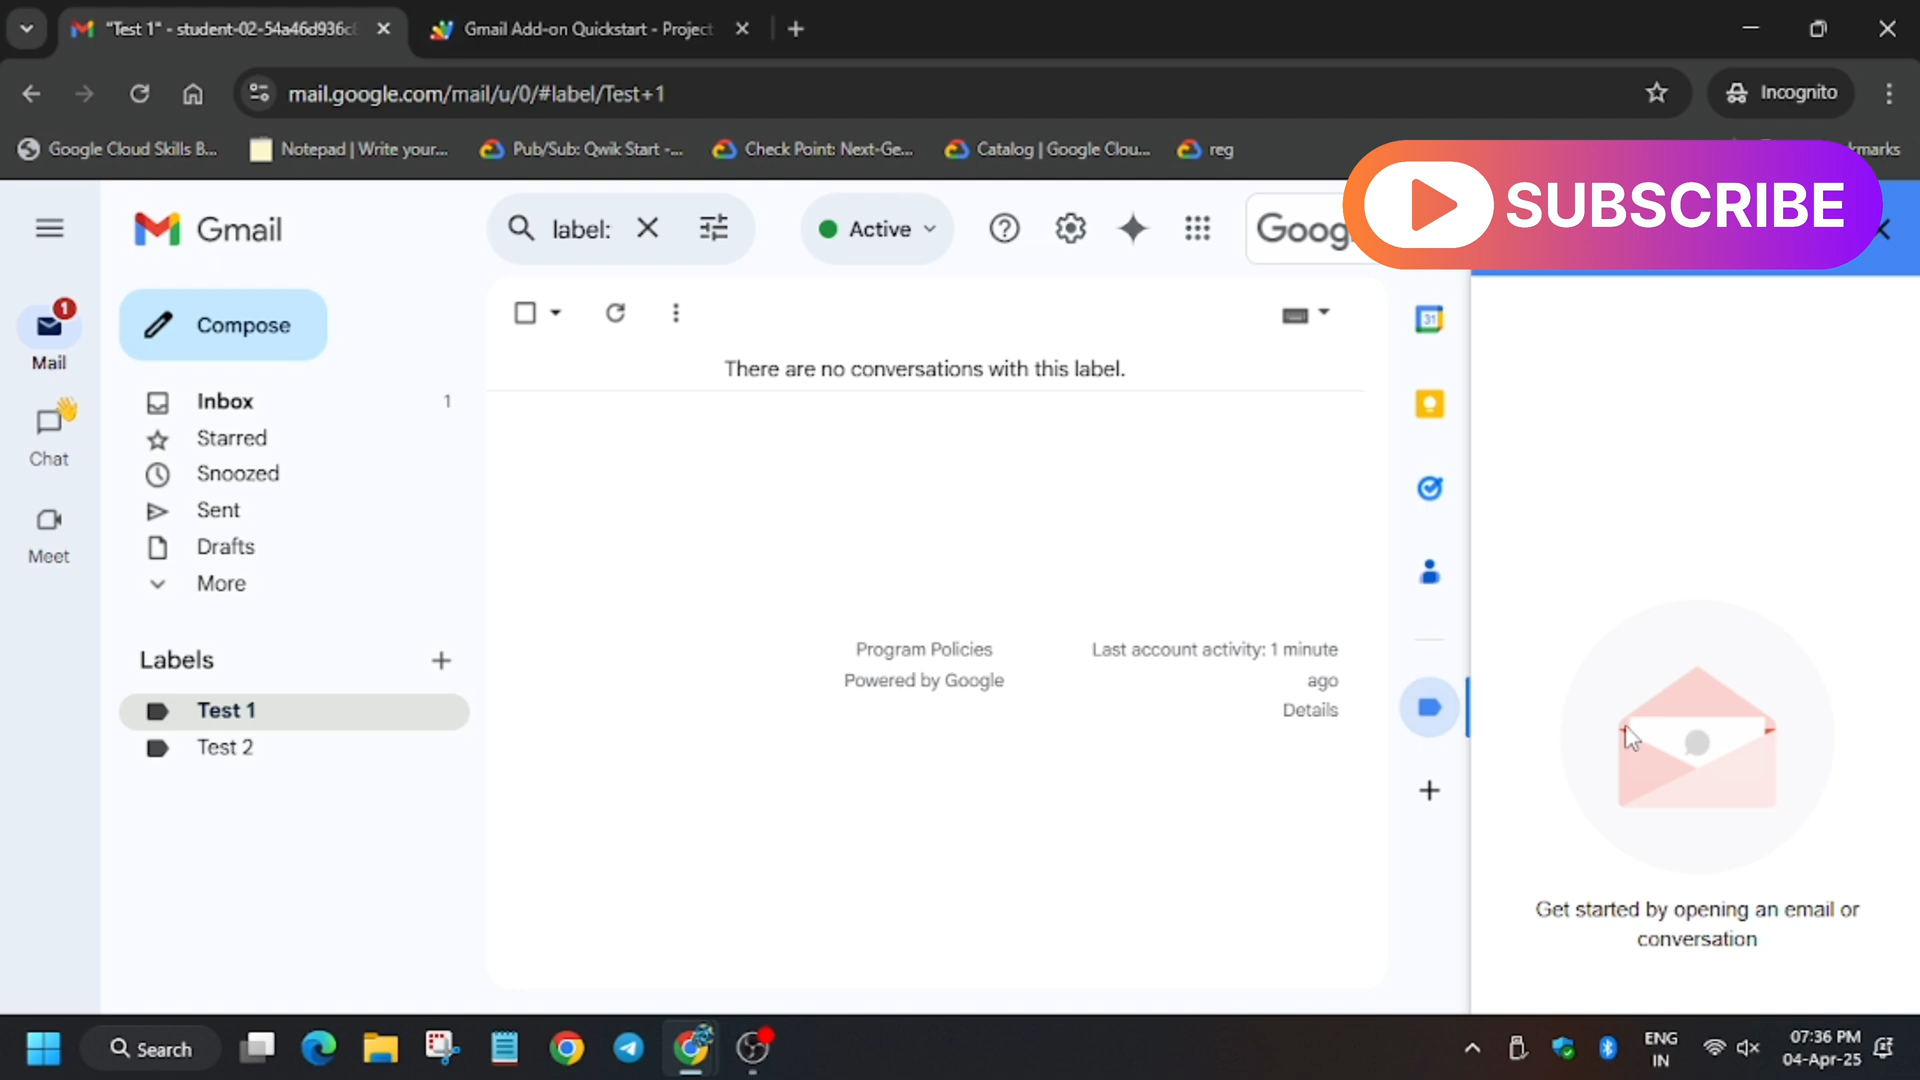 "Test 1" - student-02-54a46d936c
Gmail Add-on Quickstart - Project
mail.google.com/mail/u/0/#label/Test+1
Incognito
Google Cloud Skills B...
Notepad | Write your...
Pub/Sub: Qwik Start -...
Check Point: Next-Ge...
Catalog | Google Clou...
reg
SUBSCRIBE
Gmail
label:
Active
1
Mail
Chat
Meet
Compose
Inbox 1
Starred
Snoozed
Sent
Drafts
More
Labels
Test 1
Test 2
There are no conversations with this label.
Program Policies
Powered by Google
Last account activity: 1 minute
ago
Details
31
Get started by opening an email or
conversation
Search
ENG
IN
07:36 PM
04-Apr-25